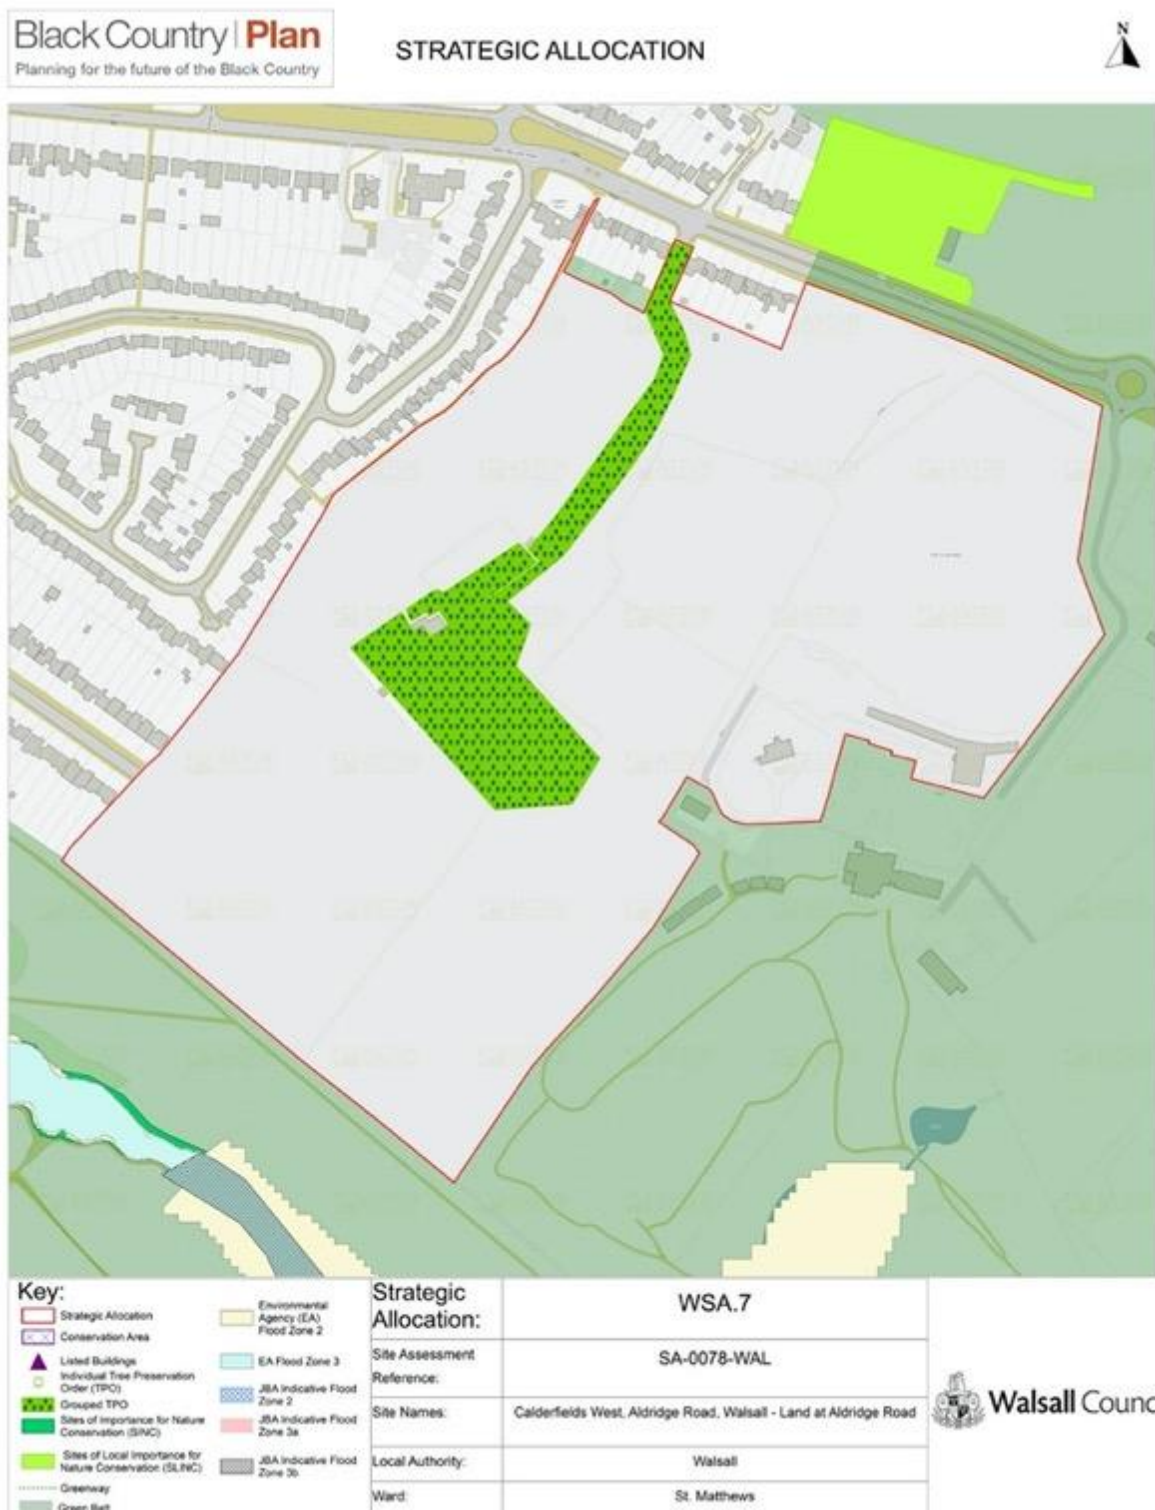 Black Country | Plan
Planning for the future of the Black Country
STRATEGIC ALLOCATION
N
Key:
Strategic Allocation
Conservation Area
Listed Buildings
Individual Tree Preservation
Order (TPO)
Grouped TPO
Sites of Importance for Nature
Conservation (SINC)
Sites of Local Importance for
Nature Conservation (SLINC)
Greenway
Green Belt
Environmental
Agency (EA)
Flood Zone 2
EA Flood Zone 3
JBA Indicative Flood
Zone 2
JBA Indicative Flood
Zone 3a
JBA Indicative Flood
Zone 3b
Strategic
Allocation:
WSA.7
Site Assessment
Reference:
SA-0078-WAL
Site Names:
Calderfields West, Aldridge Road, Walsall - Land at Aldridge Road
Local Authority:
Walsall
Ward:
St. Matthews
Walsall Counc